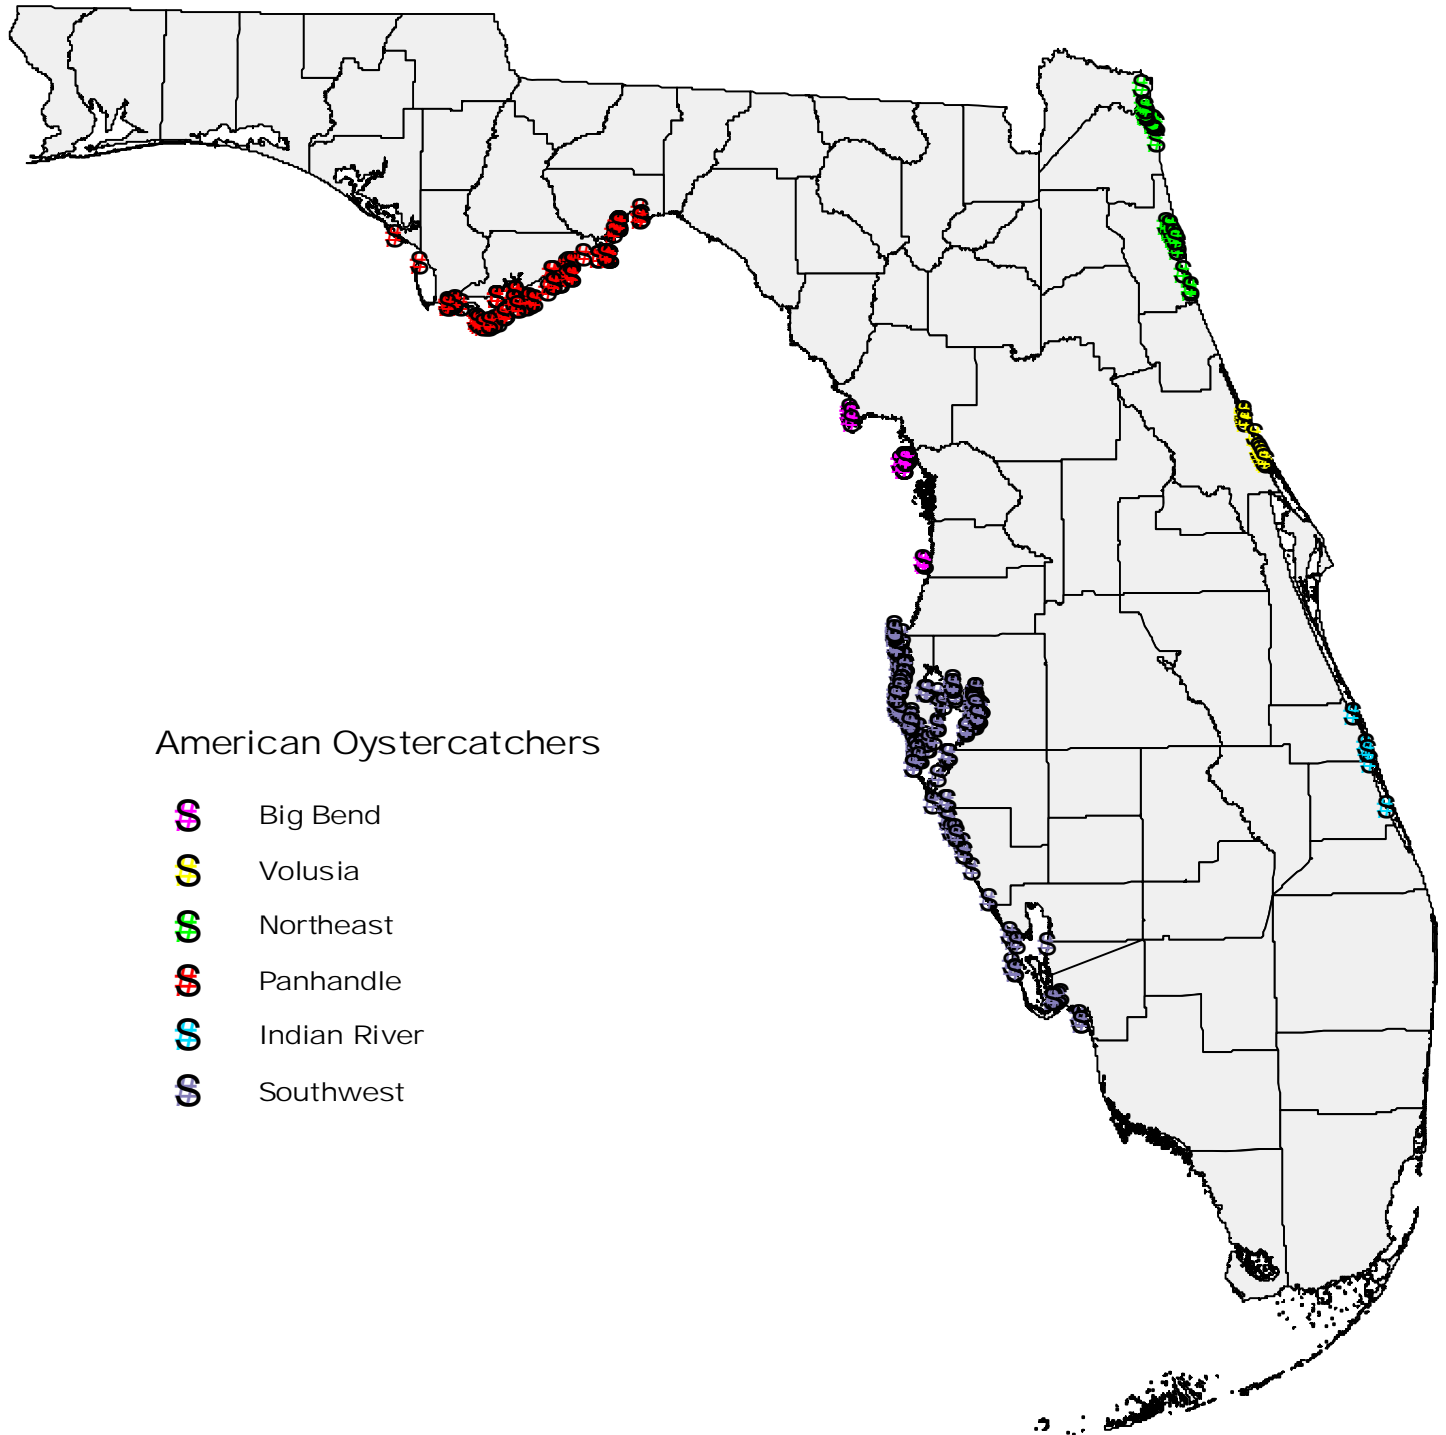 American Oystercatchers
Big Bend
Volusia
Northeast
Panhandle
Indian River
Southwest